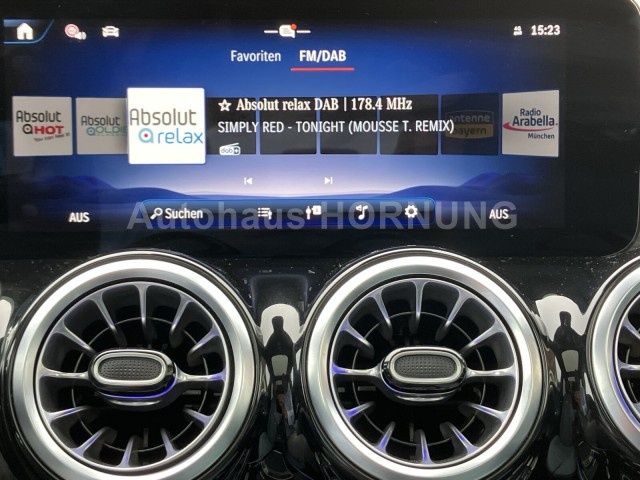 15:23
Favoriten FM/DAB
Absolut HOT
Absolut OLDIE
Absolut relax
☆ Absolut relax DAB | 178.4 MHz
SIMPLY RED - TONIGHT (MOUSSE T. REMIX)
dab+
antenne bayern
Radio
Arabella
München
AUS
Suchen
AUS
Autohaus HORNUNG